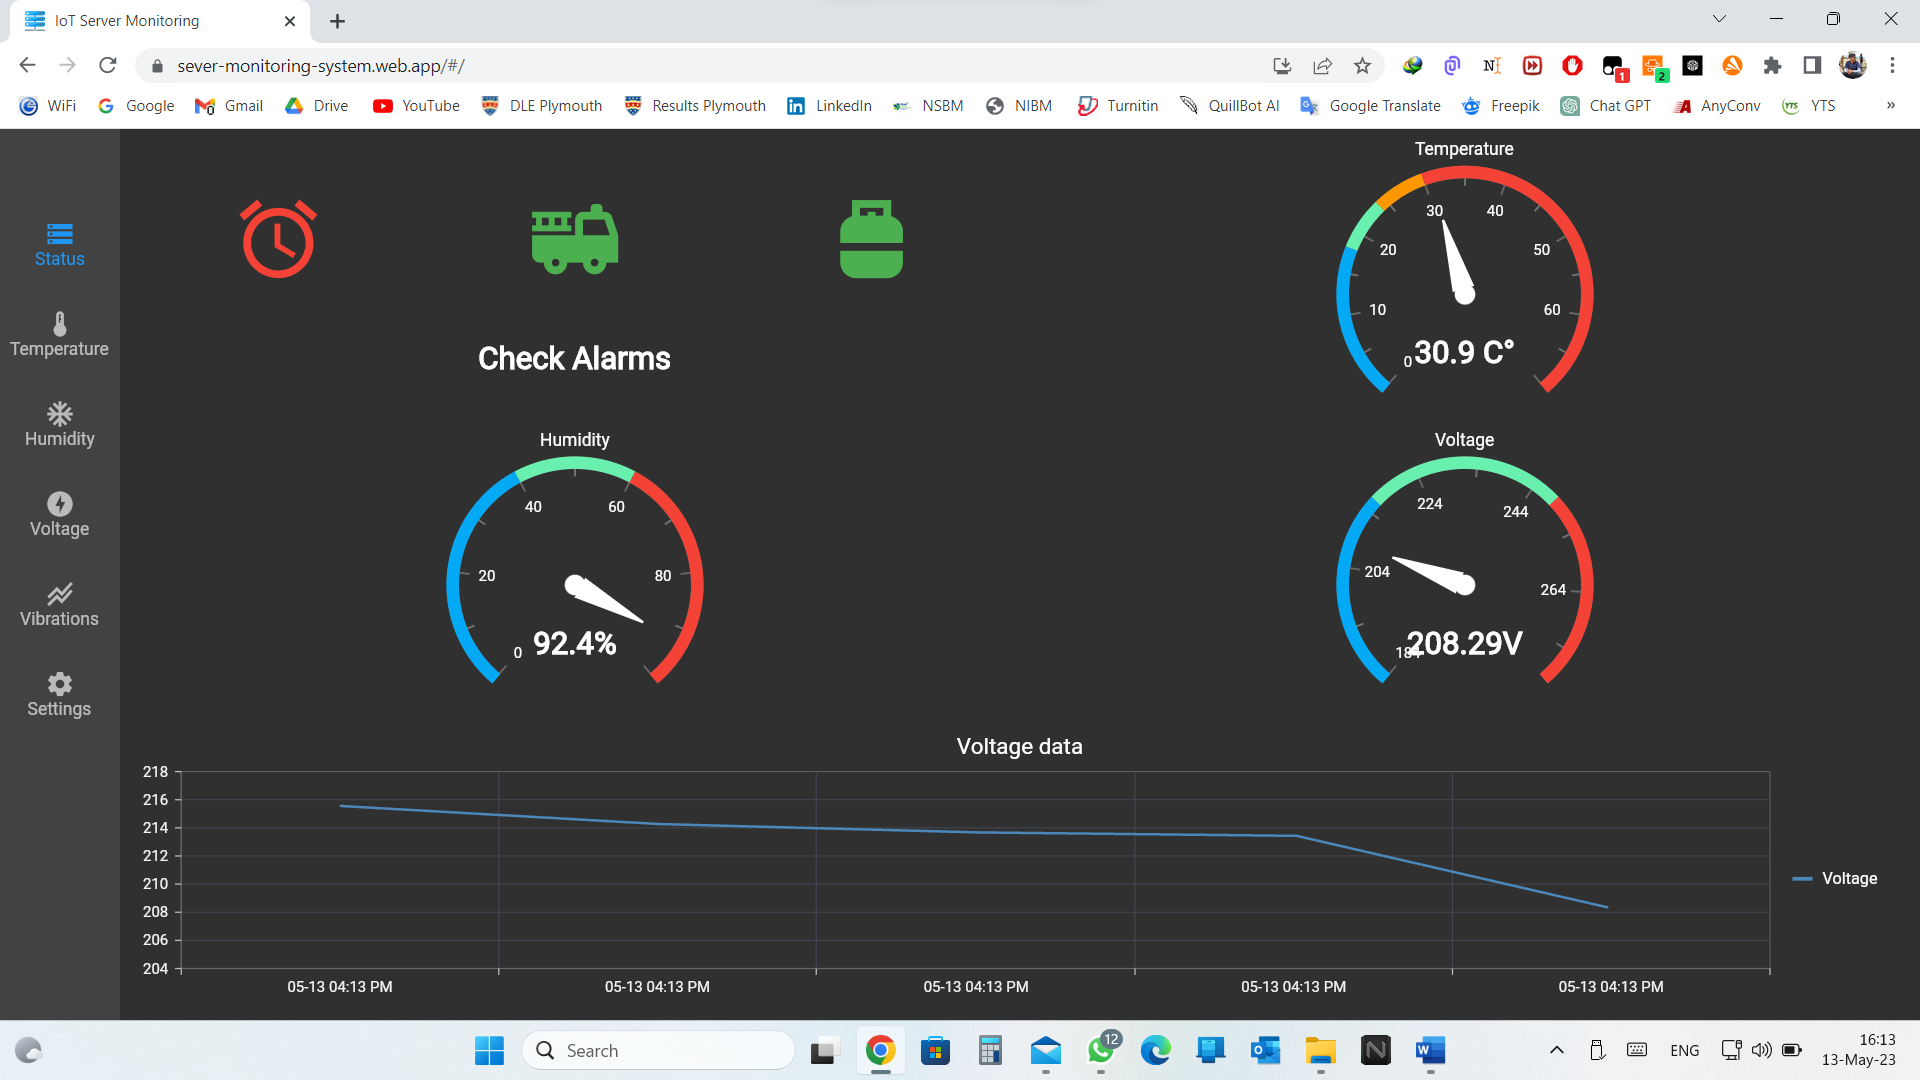 IoT Server Monitoring
sever-monitoring-system.web.app/#/
1
2
WiFi Google Gmail Drive YouTube DLE Plymouth Results Plymouth LinkedIn NSBM NIBM Turnitin QuillBot AI Google Translate Freepik Chat GPT AnyConv YTS »
Status
Temperature
Humidity
Voltage
Vibrations
Settings
Check Alarms
Temperature
0 10 20 30 40 50 60
30.9 C°
Humidity
0 20 40 60 80
92.4%
Voltage
184 204 224 244 264
208.29V
Voltage data
218
216
214
212
210
208
206
204
05-13 04:13 PM 05-13 04:13 PM 05-13 04:13 PM 05-13 04:13 PM 05-13 04:13 PM
Voltage
Search
12
ENG
16:13
13-May-23